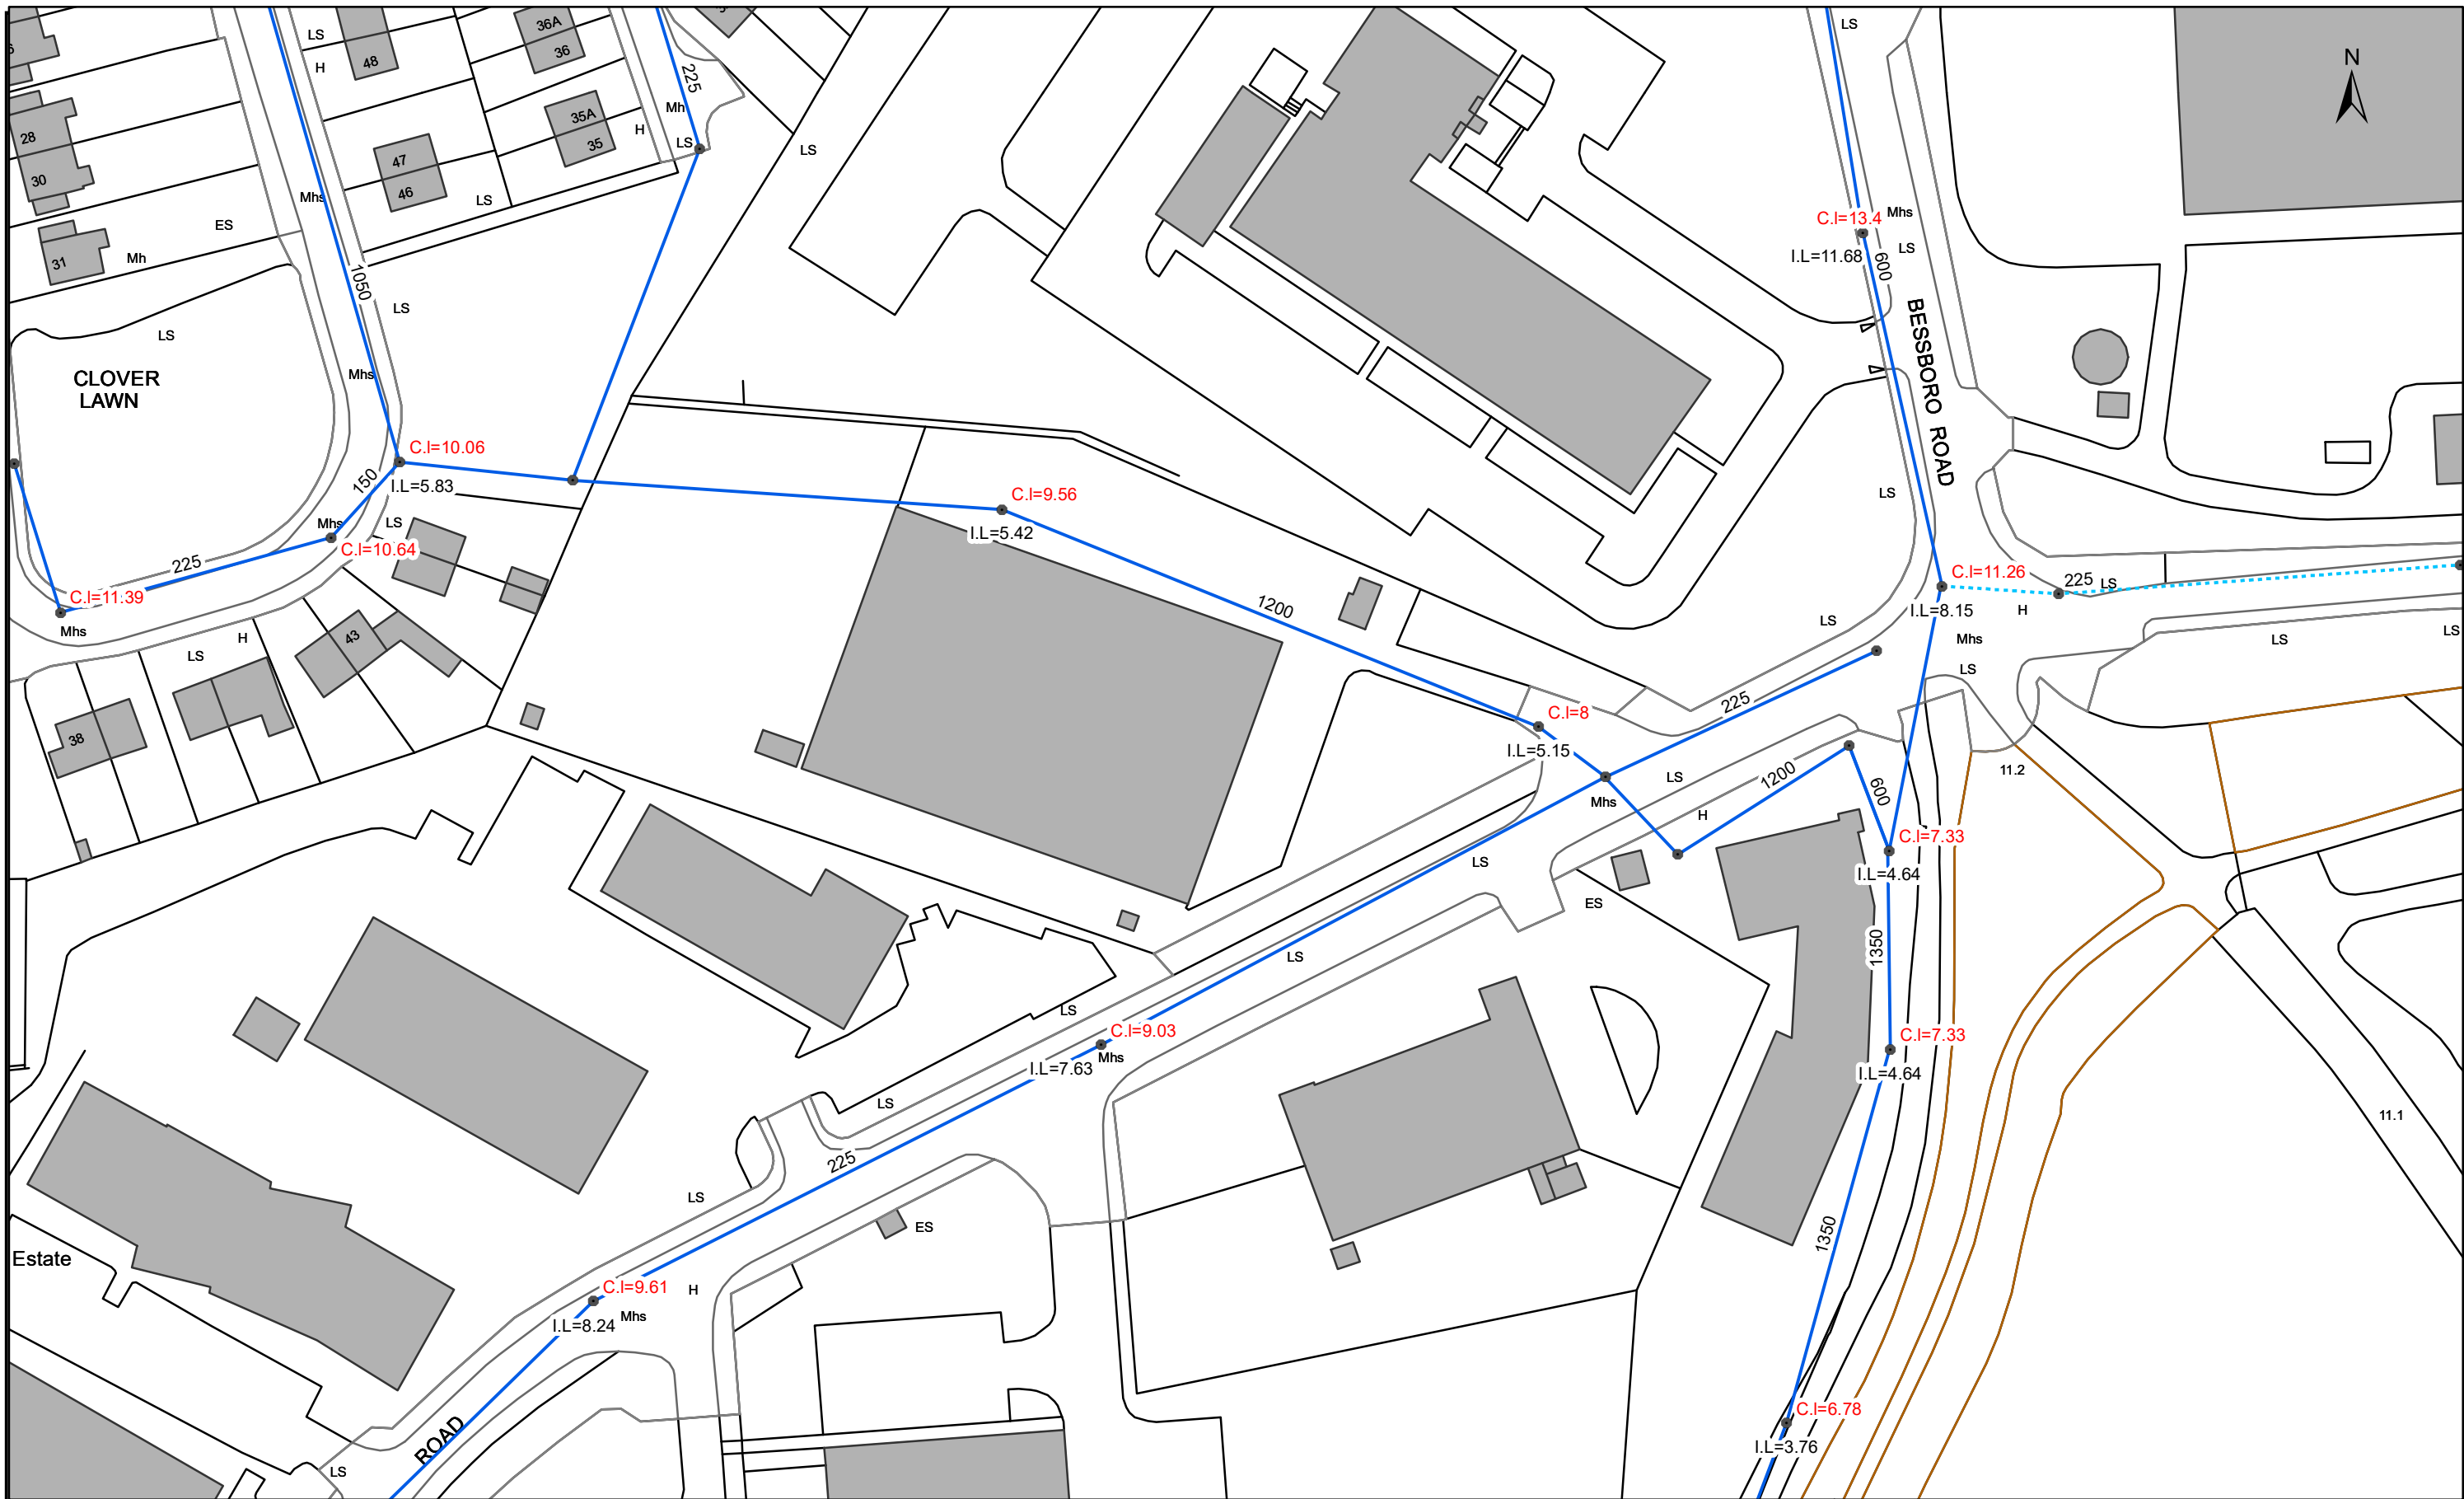 36A
36
LS
H
48
LS
N
225
Mh
35A
35
H
LS
28
47
46
LS
LS
30
Mhs
ES
31
Mh
1050
LS
LS
Mhs
CLOVER
LAWN
C.l=13.4
Mhs
LS
I.L=11.68
600
BESSBORO ROAD
C.l=10.06
150
I.L=5.83
Mhs
LS
C.l=10.64
225
C.l=11.39
Mhs
C.l=9.56
I.L=5.42
LS
1200
C.l=11.26
225
LS
I.L=8.15
H
LS
Mhs
LS
LS
LS
H
LS
43
38
C.l=8
I.L=5.15
225
LS
Mhs
1200
H
600
11.2
C.l=7.33
I.L=4.64
LS
ES
1350
LS
C.l=7.33
I.L=4.64
LS
C.l=9.03
Mhs
I.L=7.63
LS
11.1
225
LS
ES
1350
Estate
C.l=9.61
H
Mhs
I.L=8.24
ROAD
LS
C.l=6.78
I.L=3.76